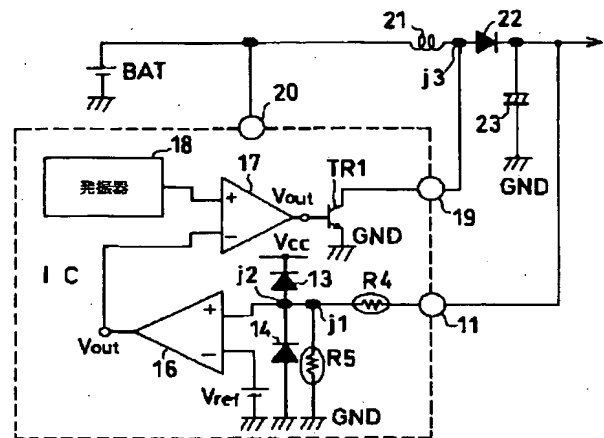 21
22
BAT
j3
20
23
18
発振器
17
TR1
Vout
19
GND
GND
Vcc
13
R4
j2
IC
14
j1
11
Vout
16
R5
Vref
GND